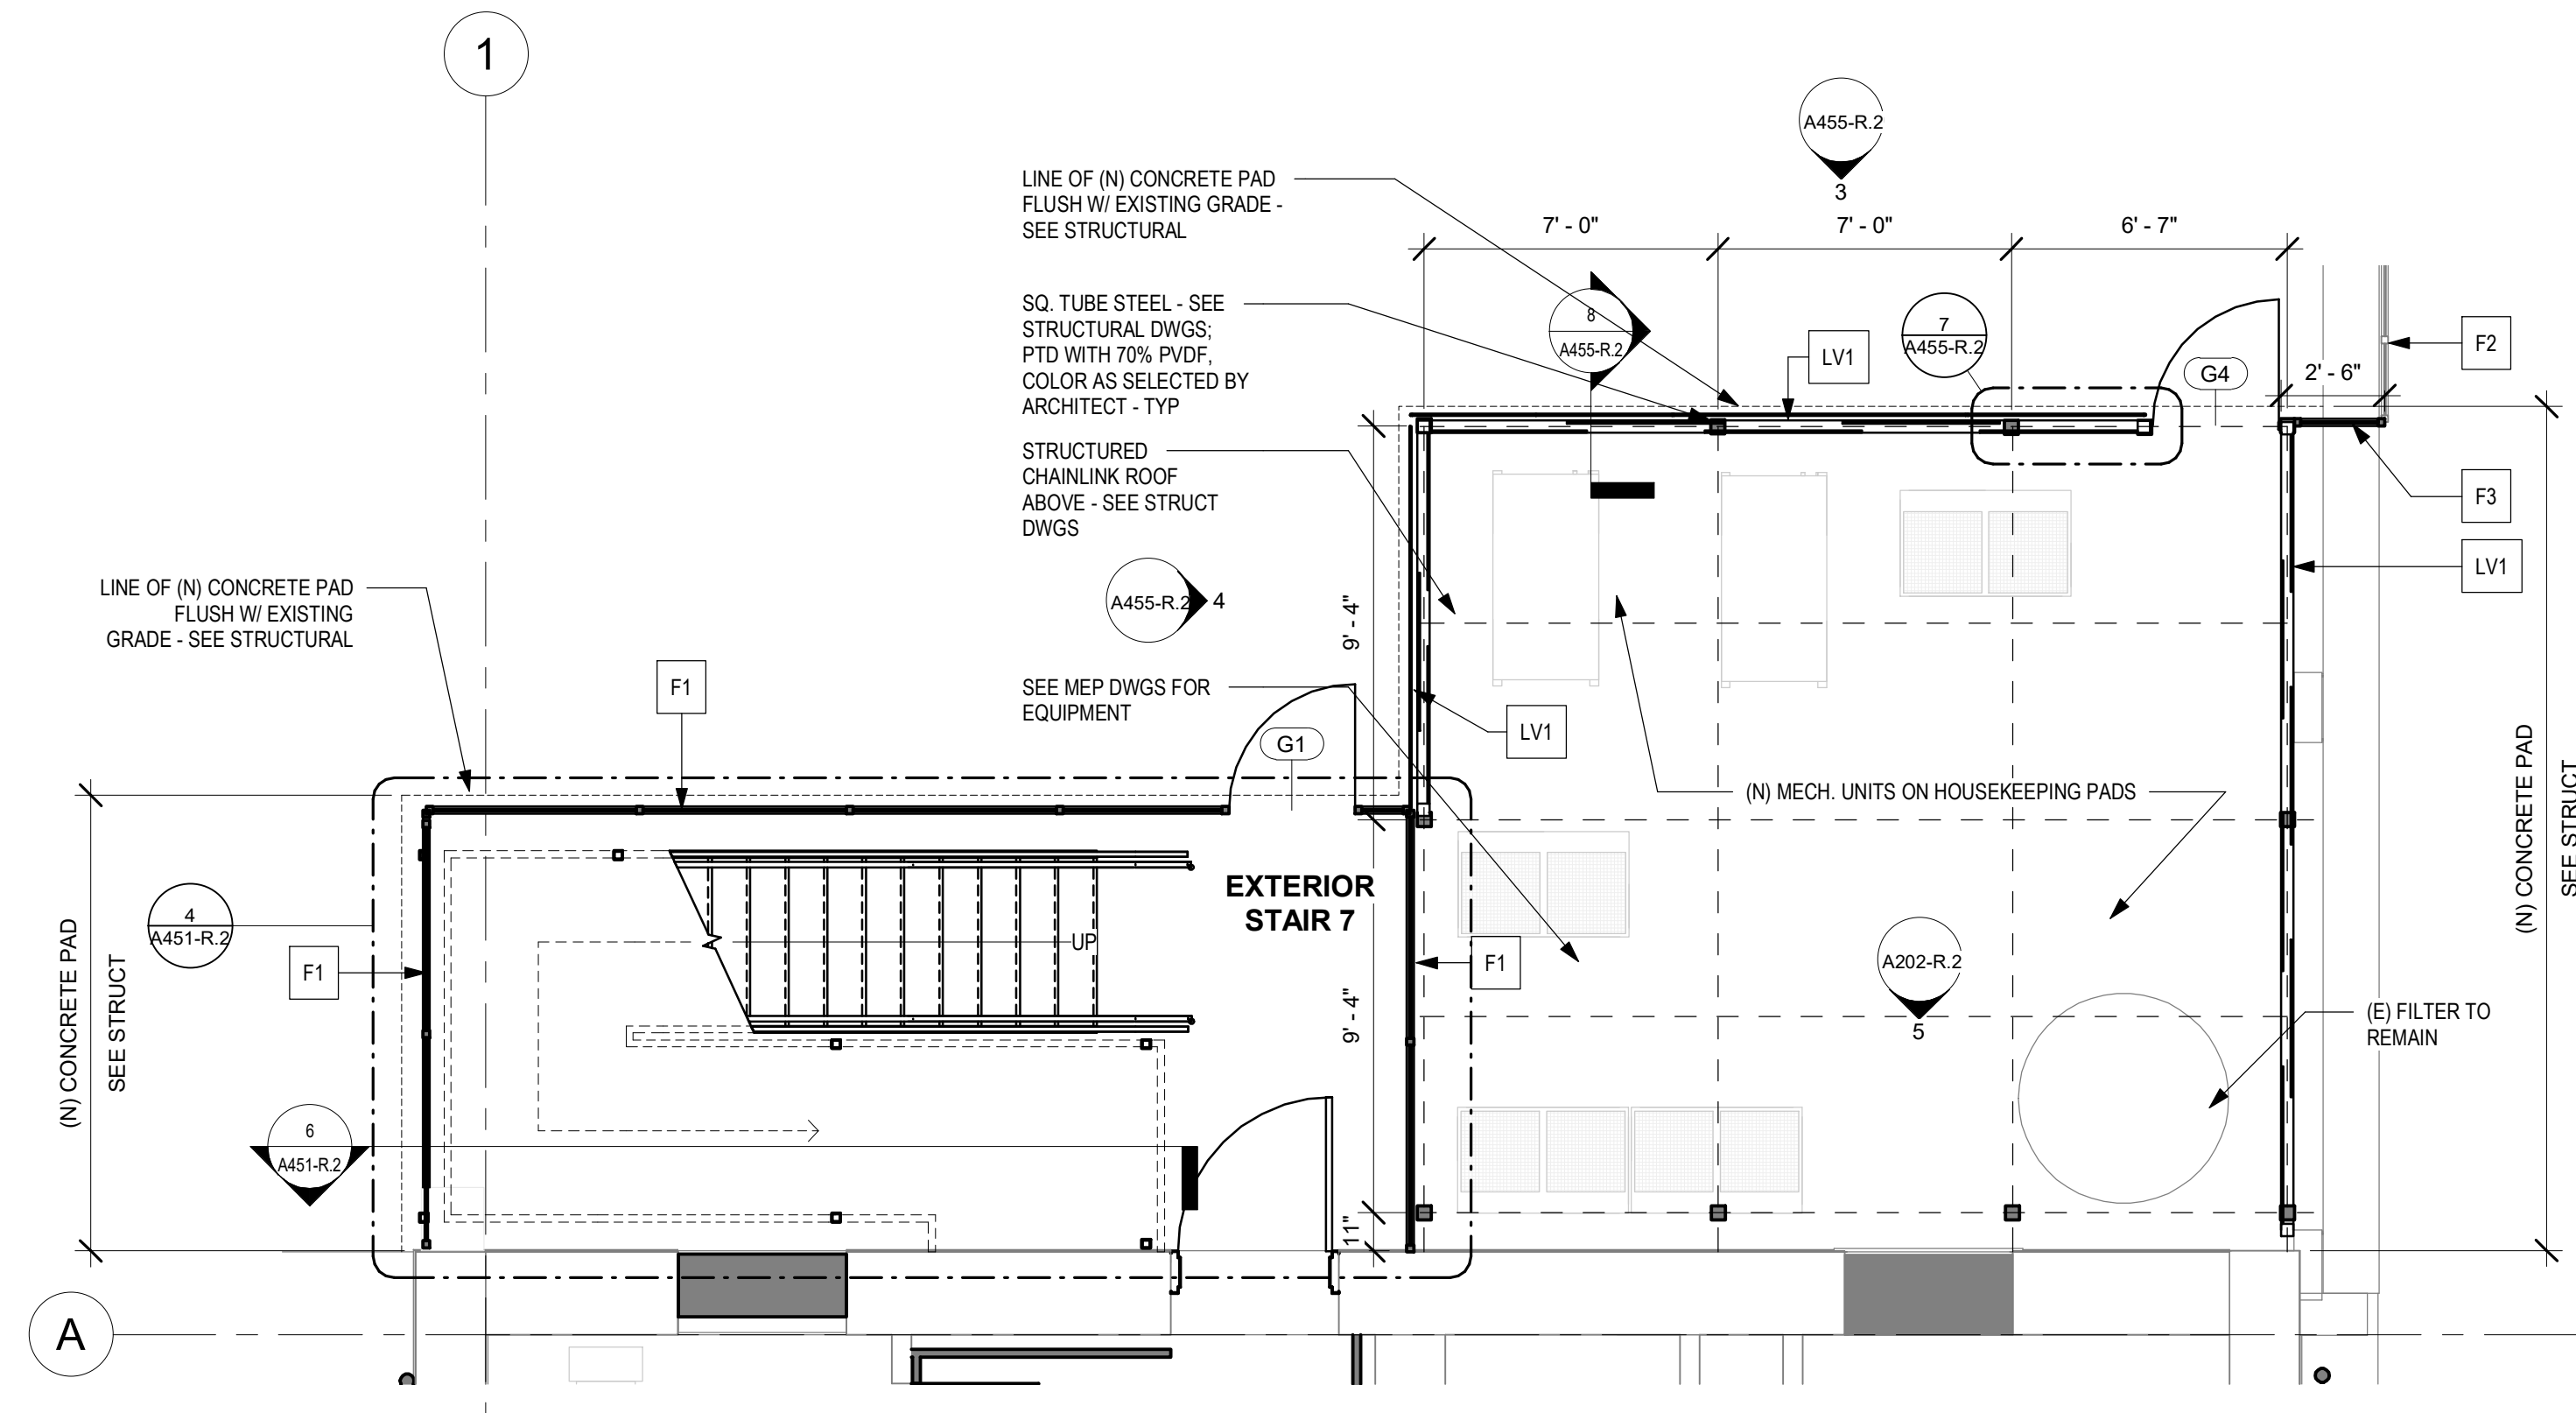 1
A455-R.2
3
LINE OF (N) CONCRETE PAD
FLUSH W/ EXISTING GRADE -
SEE STRUCTURAL
7' - 0"
7' - 0"
6' - 7"
SQ. TUBE STEEL - SEE
STRUCTURAL DWGS;
PTD WITH 70% PVDF,
COLOR AS SELECTED BY
ARCHITECT - TYP
8
A455-R.2
LV1
7
A455-R.2
G4
2' - 6"
F2
STRUCTURED
CHAINLINK ROOF
ABOVE - SEE STRUCT
DWGS
F3
LV1
LINE OF (N) CONCRETE PAD
FLUSH W/ EXISTING
GRADE - SEE STRUCTURAL
A455-R.2
4
9' - 4"
F1
SEE MEP DWGS FOR
EQUIPMENT
G1
LV1
(N) MECH. UNITS ON HOUSEKEEPING PADS
(N) CONCRETE PAD
SEE STRUCT
EXTERIOR
STAIR 7
UP
4
A451-R.2
F1
F1
A202-R.2
5
(N) CONCRETE PAD
SEE STRUCT
9' - 4"
(E) FILTER TO
REMAIN
6
A451-R.2
11"
A